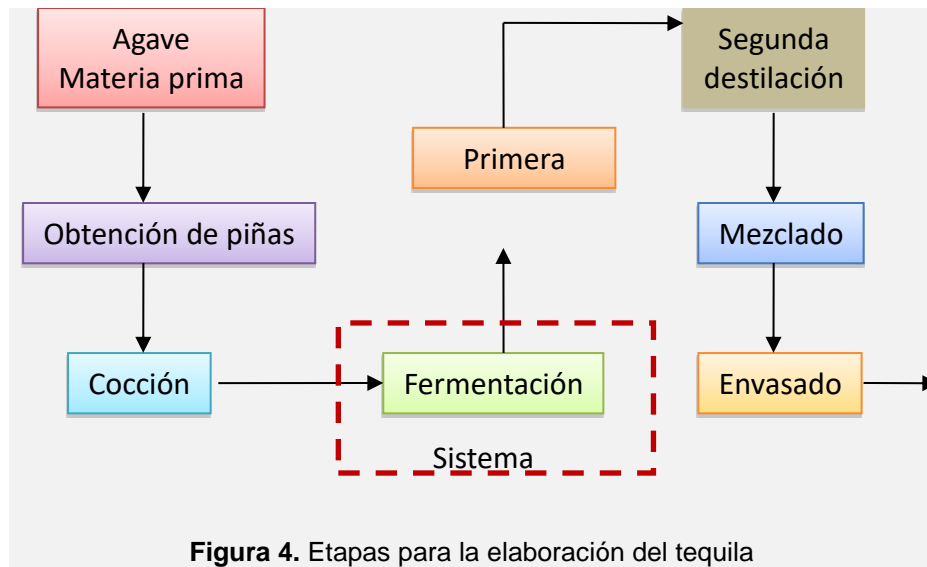 Agave
Materia prima
Obtención de piñas
Cocción
Fermentación
Sistema
Primera
Segunda
destilación
Mezclado
Envasado
Figura 4. Etapas para la elaboración del tequila